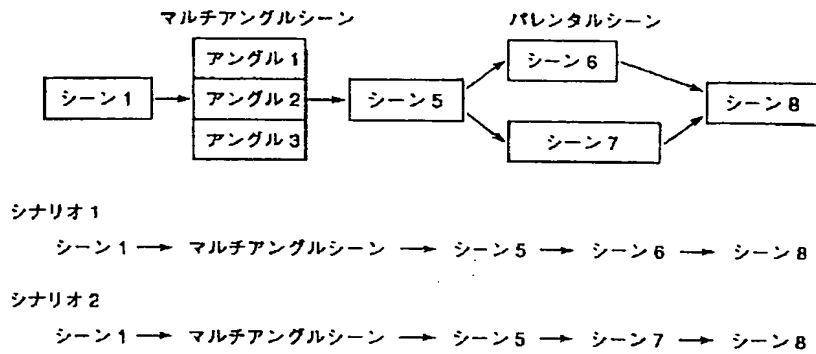 マルチアングルシーン
パレンタルシーン
アングル1
シーン1
アングル2
アングル3
シーン5
シーン6
シーン7
シーン8
シナリオ1
シーン1 → マルチアングルシーン → シーン5 → シーン6 → シーン8
シナリオ2
シーン1 → マルチアングルシーン → シーン5 → シーン7 → シーン8